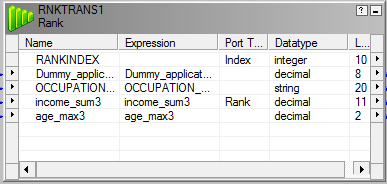 RNKTRANS1
Rank
Name Expression Port T... Datatype L...
RANKINDEX Index integer 10
Dummy_applic... Dummy_applicat... decimal 8
OCCUPATION... OCCUPATION_... string 20
income_sum3 income_sum3 Rank decimal 11
age_max3 age_max3 decimal 2